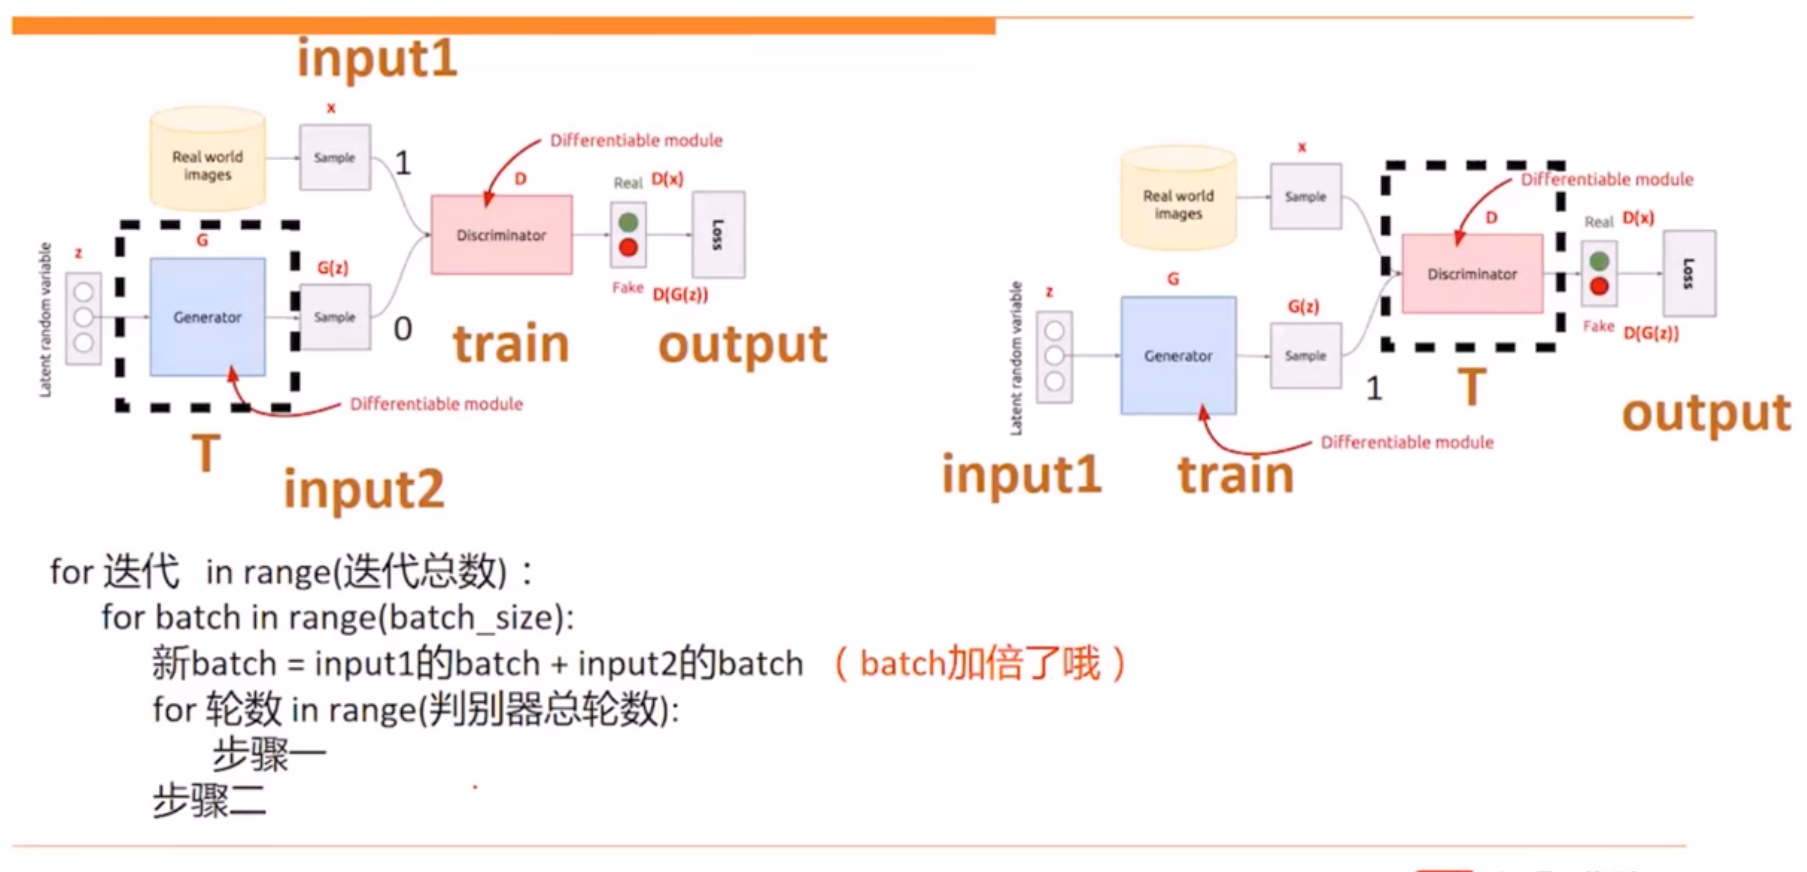 input1
x
Real world
images
Sample
1
Differentiable module
D
Discriminator
Real D(x)
Loss
Fake D(G(z))
Latent random variable
z
G
Generator
G(z)
Sample
0
train
output
Differentiable module
T
input2
x
Real world
images
Sample
Differentiable module
D
Discriminator
Real D(x)
Loss
Fake D(G(z))
Latent random variable
z
G
Generator
G(z)
Sample
1
T
output
Differentiable module
input1
train
for 迭代 in range(迭代总数)：
for batch in range(batch_size):
新batch = input1的batch + input2的batch （batch加倍了哦）
for 轮数 in range(判别器总轮数):
步骤一
步骤二